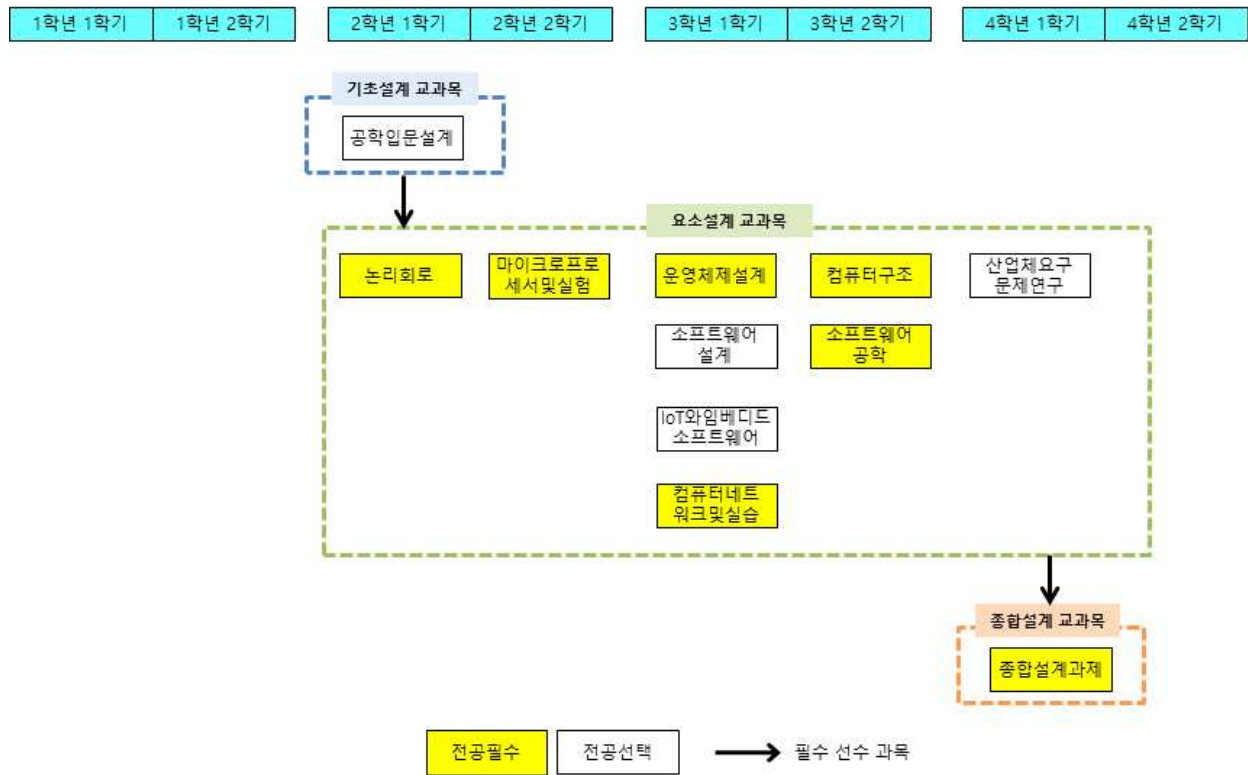 1학년 1학기 1학년 2학기 2학년 1학기 2학년 2학기 3학년 1학기 3학년 2학기 4학년 1학기 4학년 2학기
기초설계 교과목
공학입문설계
요소설계 교과목
논리회로
마이크로프로
세서및실험
운영체제설계
컴퓨터구조
산업체요구
문제연구
소프트웨어
설계
소프트웨어
공학
IoT와임베디드
소프트웨어
컴퓨터네트
워크및실습
종합설계 교과목
종합설계과제
전공필수 전공선택 필수 선수 과목